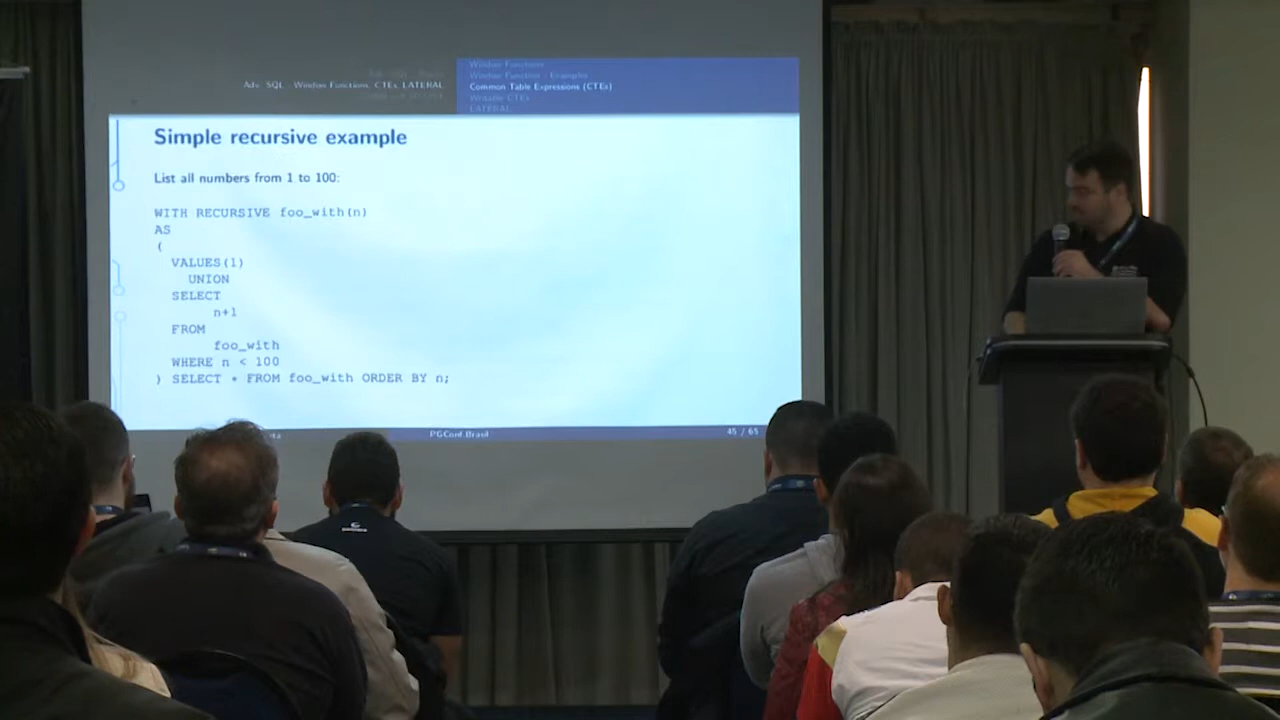 Adv. SQL - Window Functions, CTEs, LATERAL
Window Functions
Window Function - Examples
Common Table Expressions (CTEs)
Writable CTEs
LATERAL
Simple recursive example
List all numbers from 1 to 100:
WITH RECURSIVE foo_with(n)
AS
(
VALUES(1)
UNION
SELECT
n+1
FROM
foo_with
WHERE n < 100
) SELECT * FROM foo_with ORDER BY n;
PGConf.Brasil
45 / 65